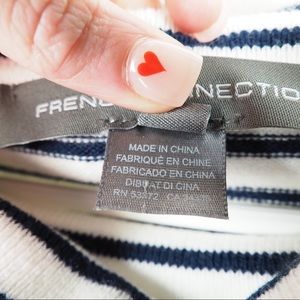 FRENC NNECTIO
MADE IN CHINA
FABRIQUÉ EN CHINE
FABRICADO EN CHINA
DIBUAT DI CINA
RN 53372